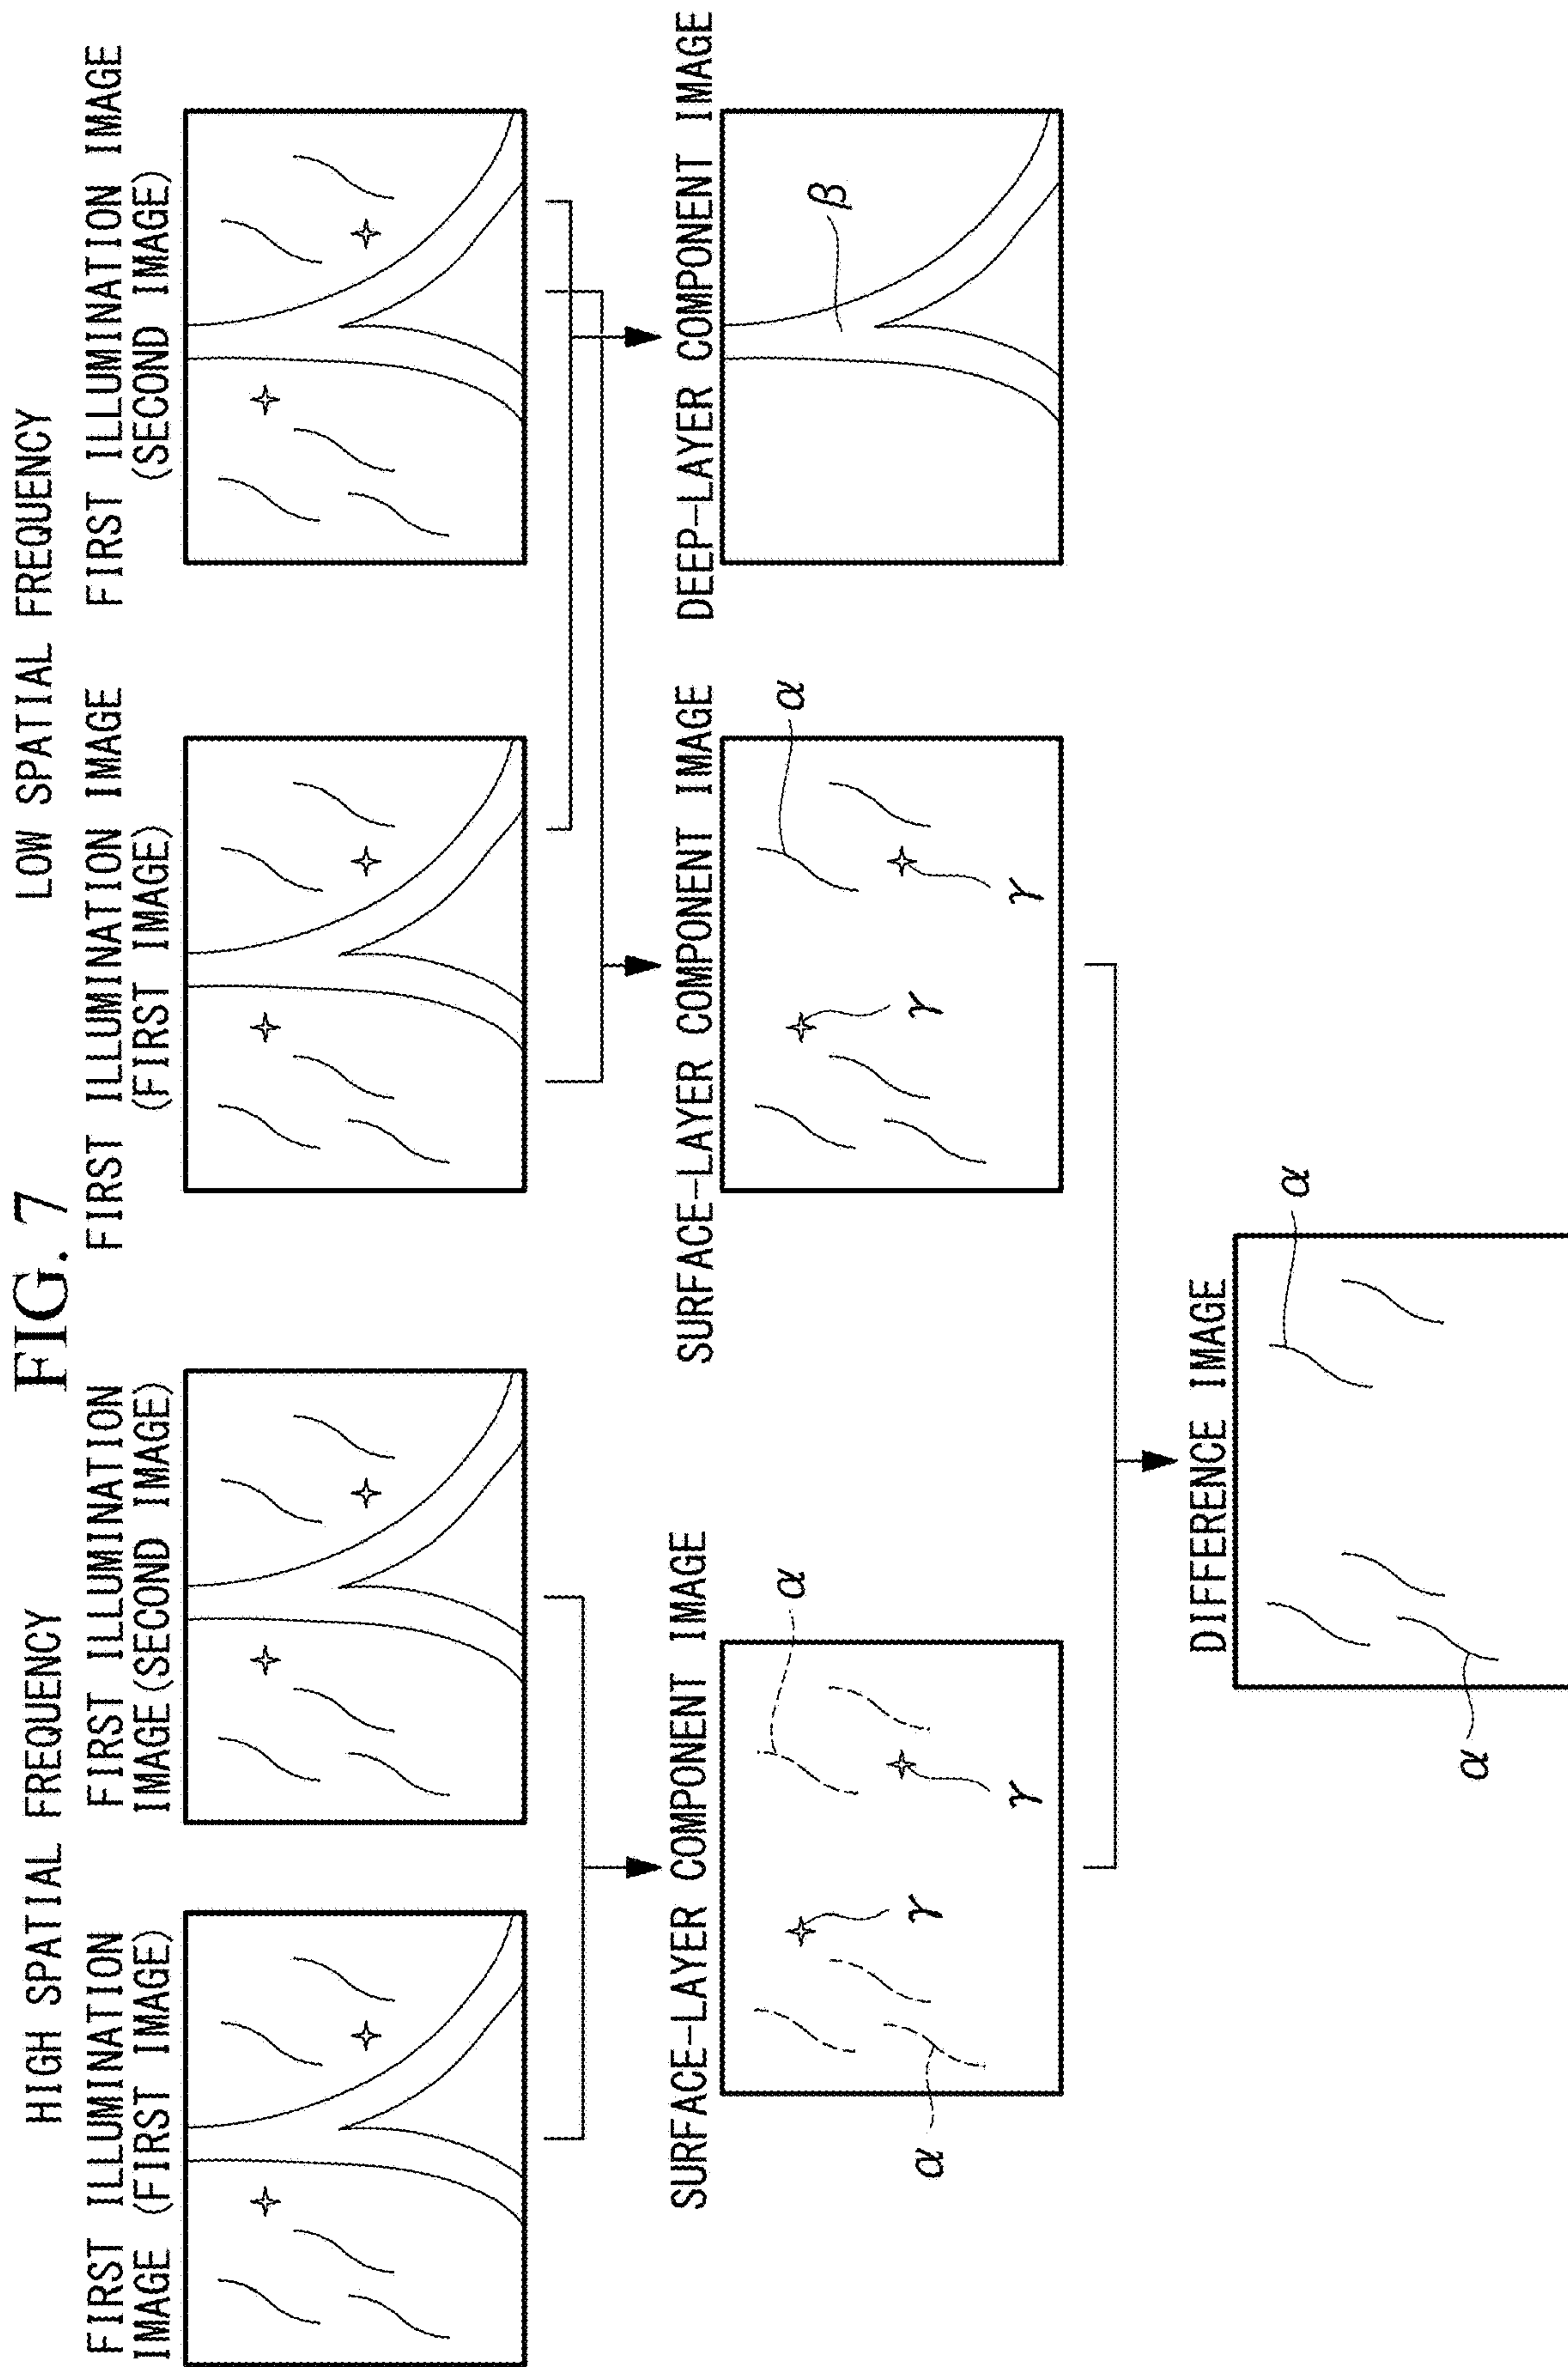 FIG. 7
HIGH SPATIAL FREQUENCY
LOW SPATIAL FREQUENCY
FIRST ILLUMINATION
IMAGE (FIRST IMAGE)
FIRST ILLUMINATION
IMAGE(SECOND IMAGE)
FIRST ILLUMINATION IMAGE
(FIRST IMAGE)
FIRST ILLUMINATION IMAGE
(SECOND IMAGE)
SURFACE-LAYER COMPONENT IMAGE
α
α
γ
γ
SURFACE-LAYER COMPONENT IMAGE
α
γ
γ
DEEP-LAYER COMPONENT IMAGE
β
DIFFERENCE IMAGE
α
α